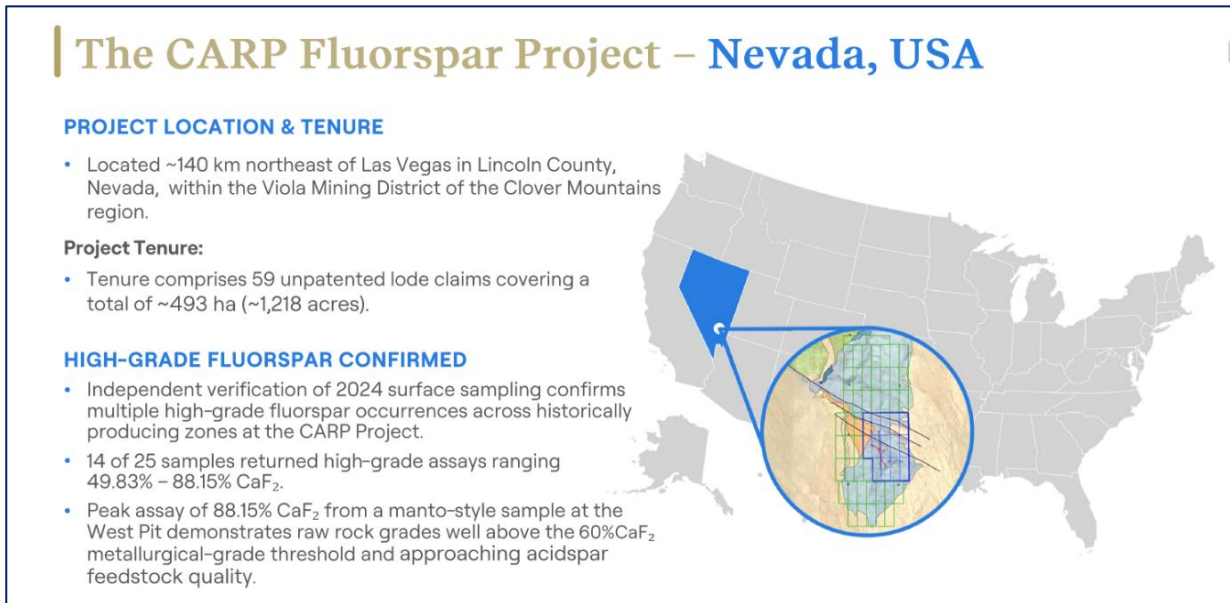 The CARP Fluorspar Project – Nevada, USA
PROJECT LOCATION & TENURE
• Located ~140 km northeast of Las Vegas in Lincoln County,
Nevada, within the Viola Mining District of the Clover Mountains
region.
Project Tenure:
• Tenure comprises 59 unpatented lode claims covering a
total of ~493 ha (~1,218 acres).
HIGH-GRADE FLUORSPAR CONFIRMED
• Independent verification of 2024 surface sampling confirms
multiple high-grade fluorspar occurrences across historically
producing zones at the CARP Project.
• 14 of 25 samples returned high-grade assays ranging
49.83% – 88.15% CaF₂.
• Peak assay of 88.15% CaF₂ from a manto-style sample at the
West Pit demonstrates raw rock grades well above the 60%CaF₂
metallurgical-grade threshold and approaching acidspar
feedstock quality.